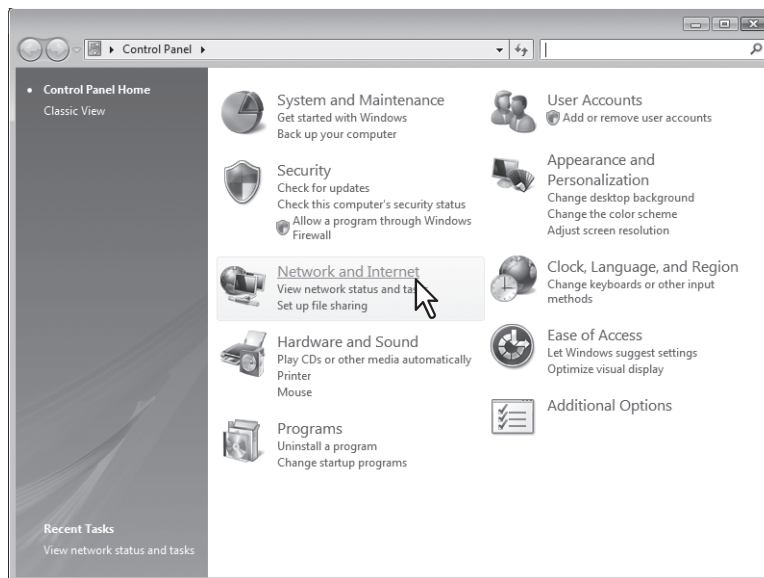 Control Panel
Control Panel Home
Classic View
System and Maintenance
Get started with Windows
Back up your computer
Security
Check for updates
Check this computer's security status
Allow a program through Windows
Firewall
Network and Internet
View network status and
Set up file sharing
Hardware and Sound
Play CDs or other media automatically
Printer
Mouse
Programs
Uninstall a program
Change startup programs
User Accounts
Add or remove user accounts
Appearance and
Personalization
Change desktop background
Change the color scheme
Adjust screen resolution
Clock, Language, and Region
Change keyboards or other input
methods
Ease of Access
Let Windows suggest settings
Optimize visual display
Additional Options
Recent Tasks
View network status and tasks